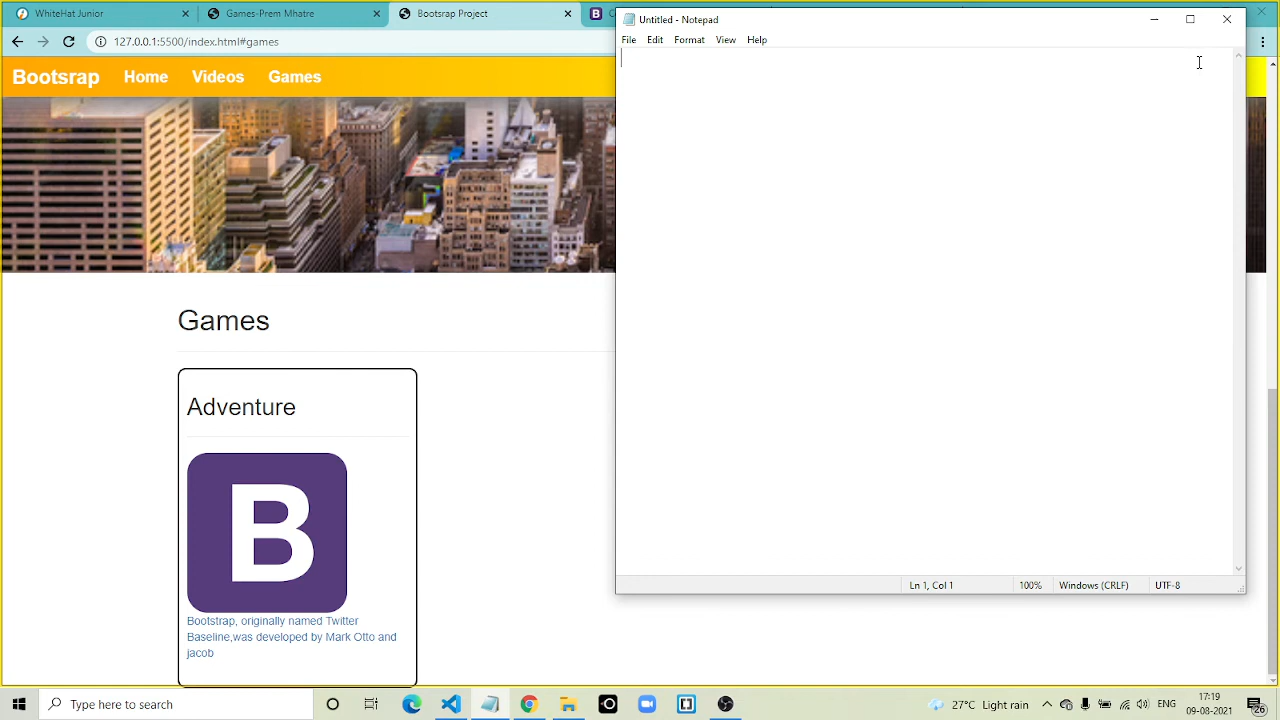 WhiteHat Junior
Games-Prem Mhatre
Bootsrap Project
127.0.0.1:5500/index.html#games
Untitled - Notepad
File Edit Format View Help
Bootsrap Home Videos Games
Games
Adventure
B
Bootstrap, originally named Twitter
Baseline,was developed by Mark Otto and
jacob
Ln 1, Col 1 100% Windows (CRLF) UTF-8
Type here to search
27°C Light rain
ENG
17:19
09-08-2021
26